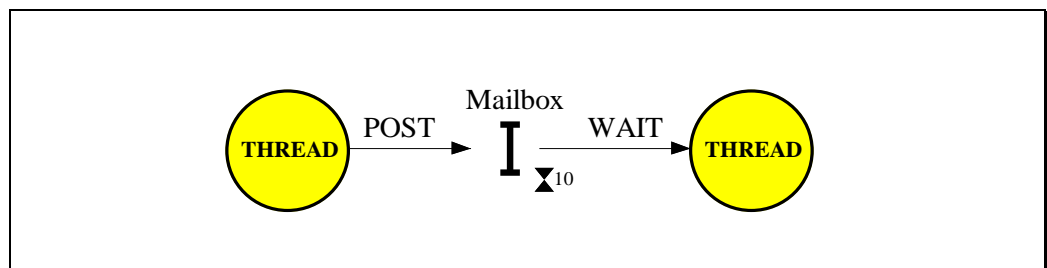 Mailbox
POST
WAIT
THREAD
THREAD
10